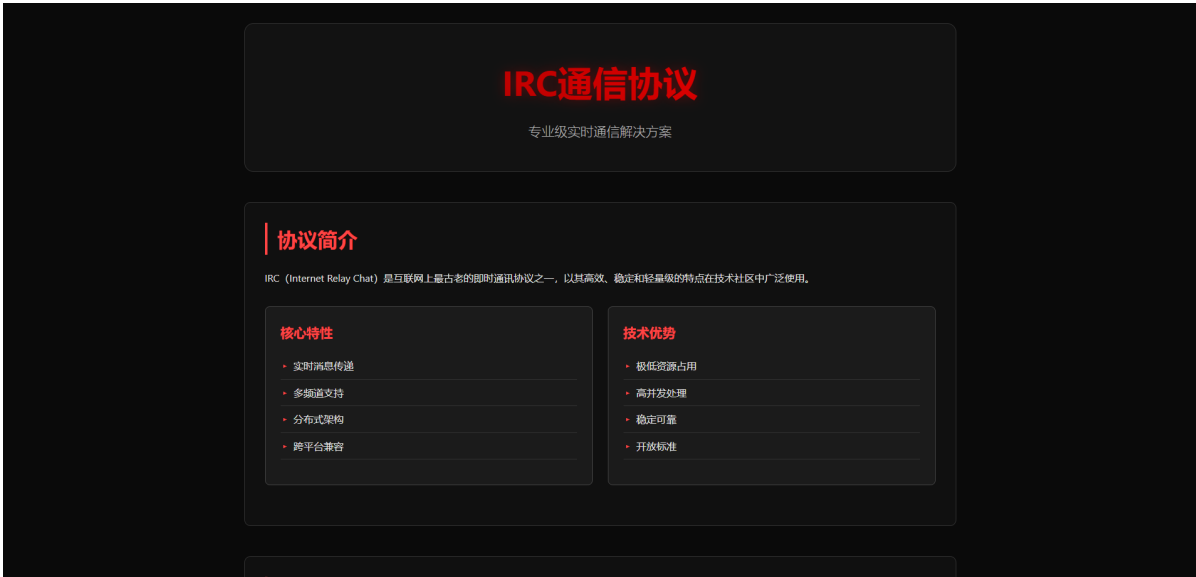 IRC通信协议
专业级实时通信解决方案
协议简介
IRC（Internet Relay Chat）是互联网上最古老的即时通讯协议之一，以其高效、稳定和轻量级的特点在技术社区中广泛使用。
核心特性
实时消息传递
多频道支持
分布式架构
跨平台兼容
技术优势
极低资源占用
高并发处理
稳定可靠
开放标准